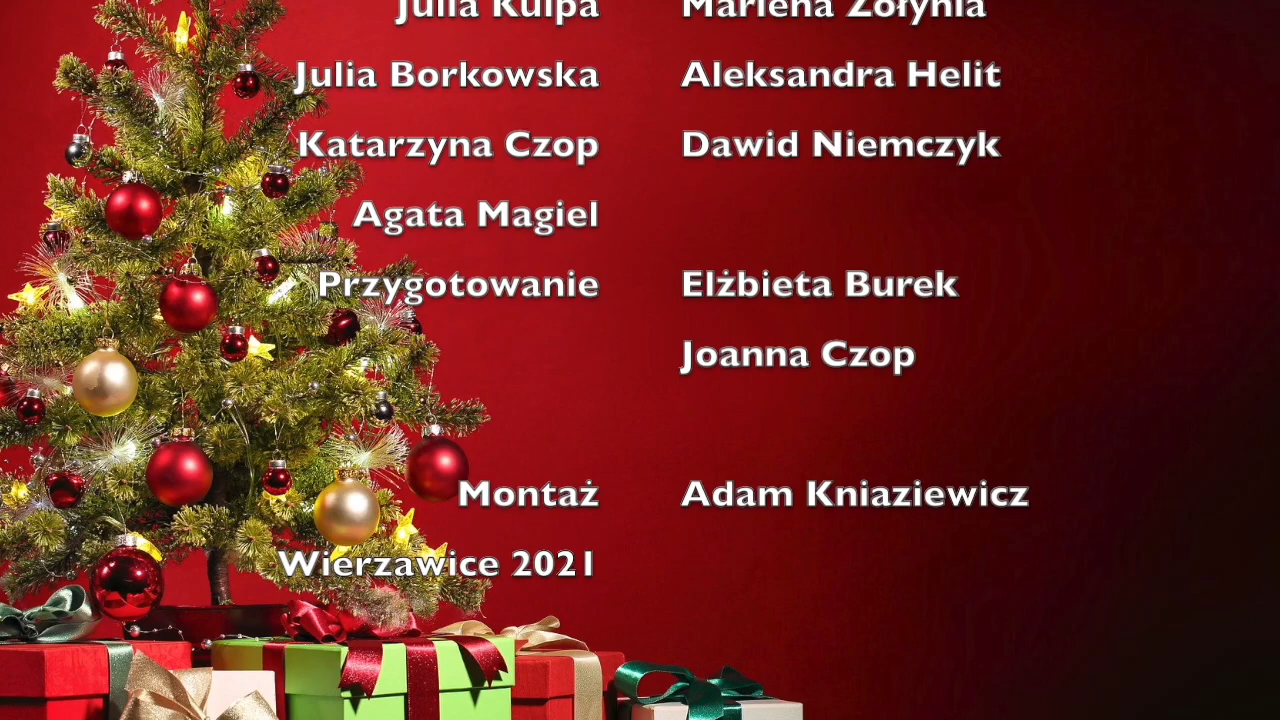 Julia Kulpa Marlena Żołynia
Julia Borkowska Aleksandra Helit
Katarzyna Czop Dawid Niemczyk
Agata Magiel
Przygotowanie Elżbieta Burek
Joanna Czop
Montaż Adam Kniaziewicz
Wierzawice 2021